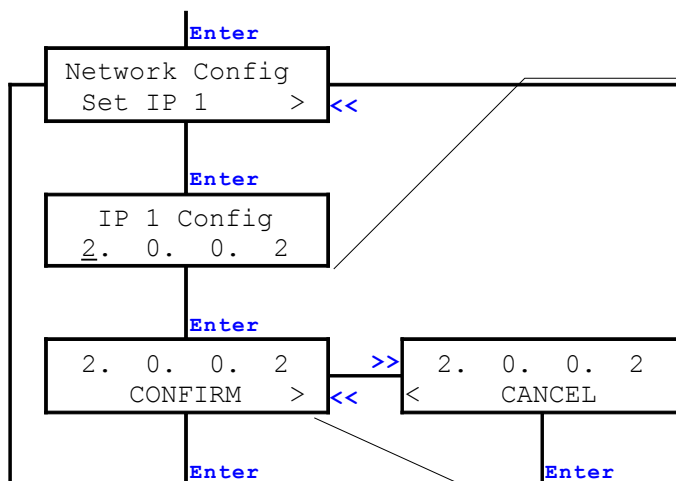 Enter
Network Config
Set IP 1 >
<<
Enter
IP 1 Config
2. 0. 0. 2
Enter
2. 0. 0. 2
CONFIRM >
>>
<<
2. 0. 0. 2
< CANCEL
Enter
Enter